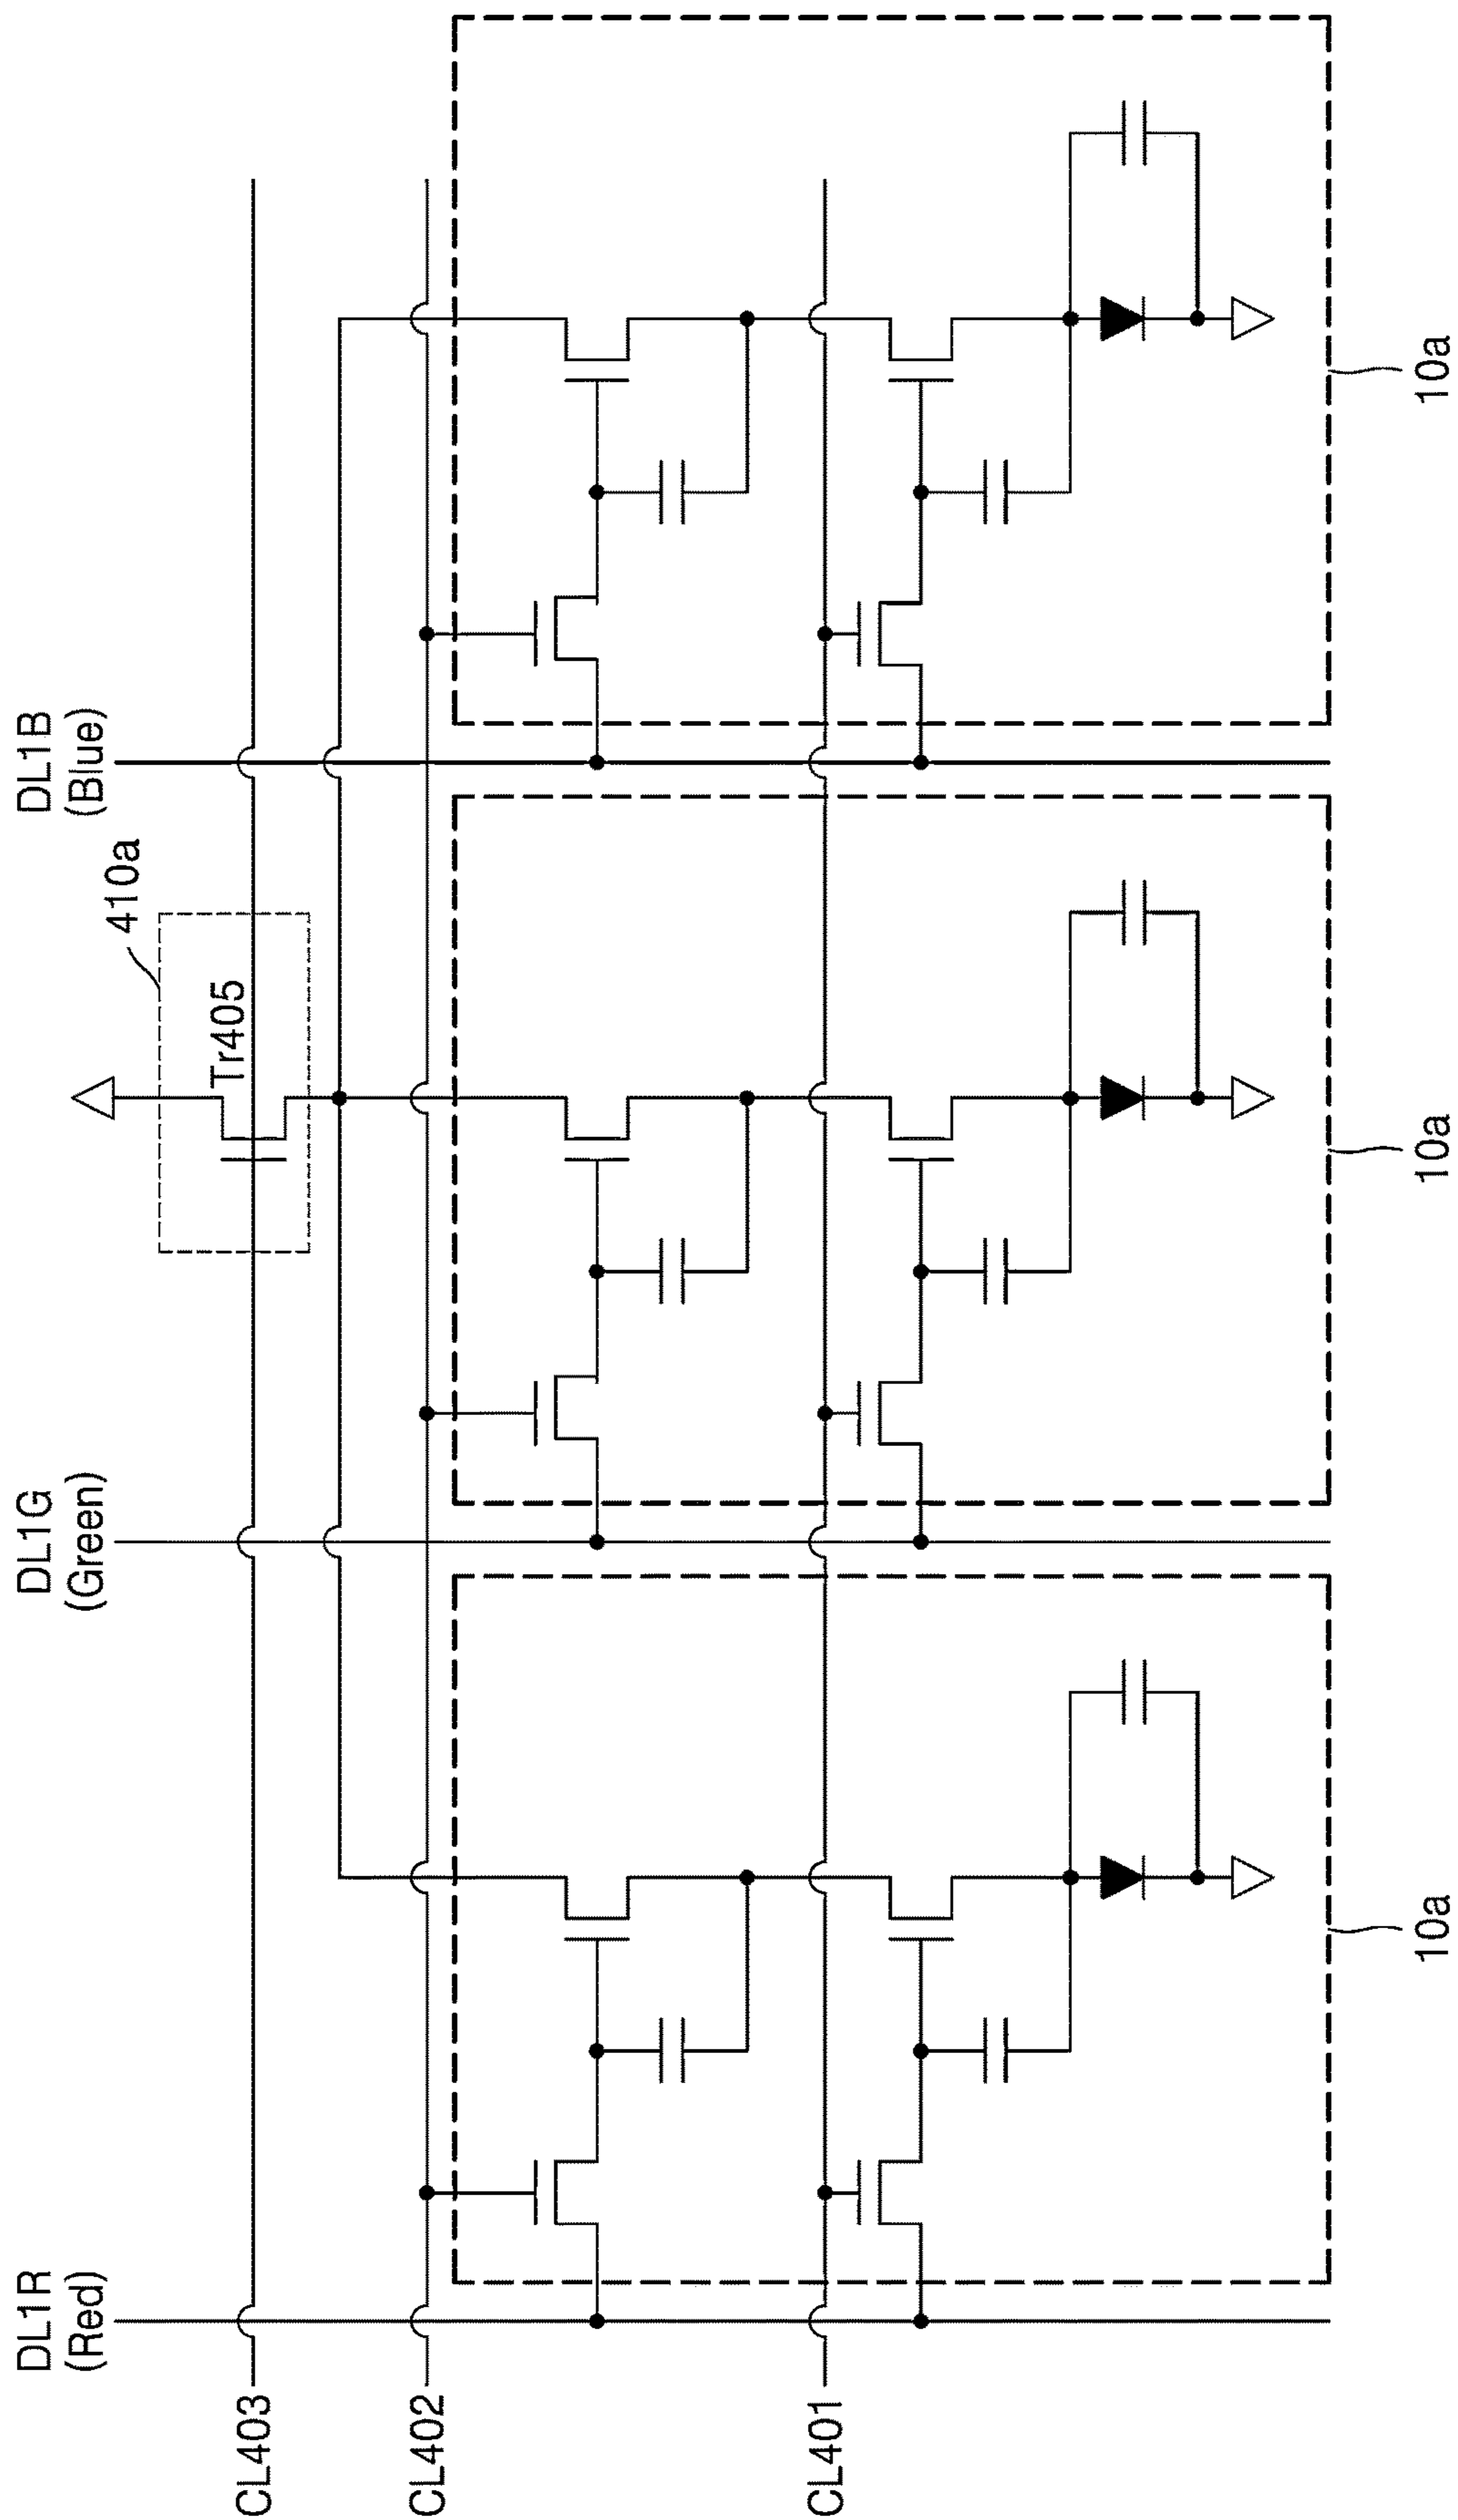 DL1R
(Red)
DL1G
(Green)
DL1B
(Blue)
410a
Tr405
CL403
CL402
CL401
10a
10a
10a